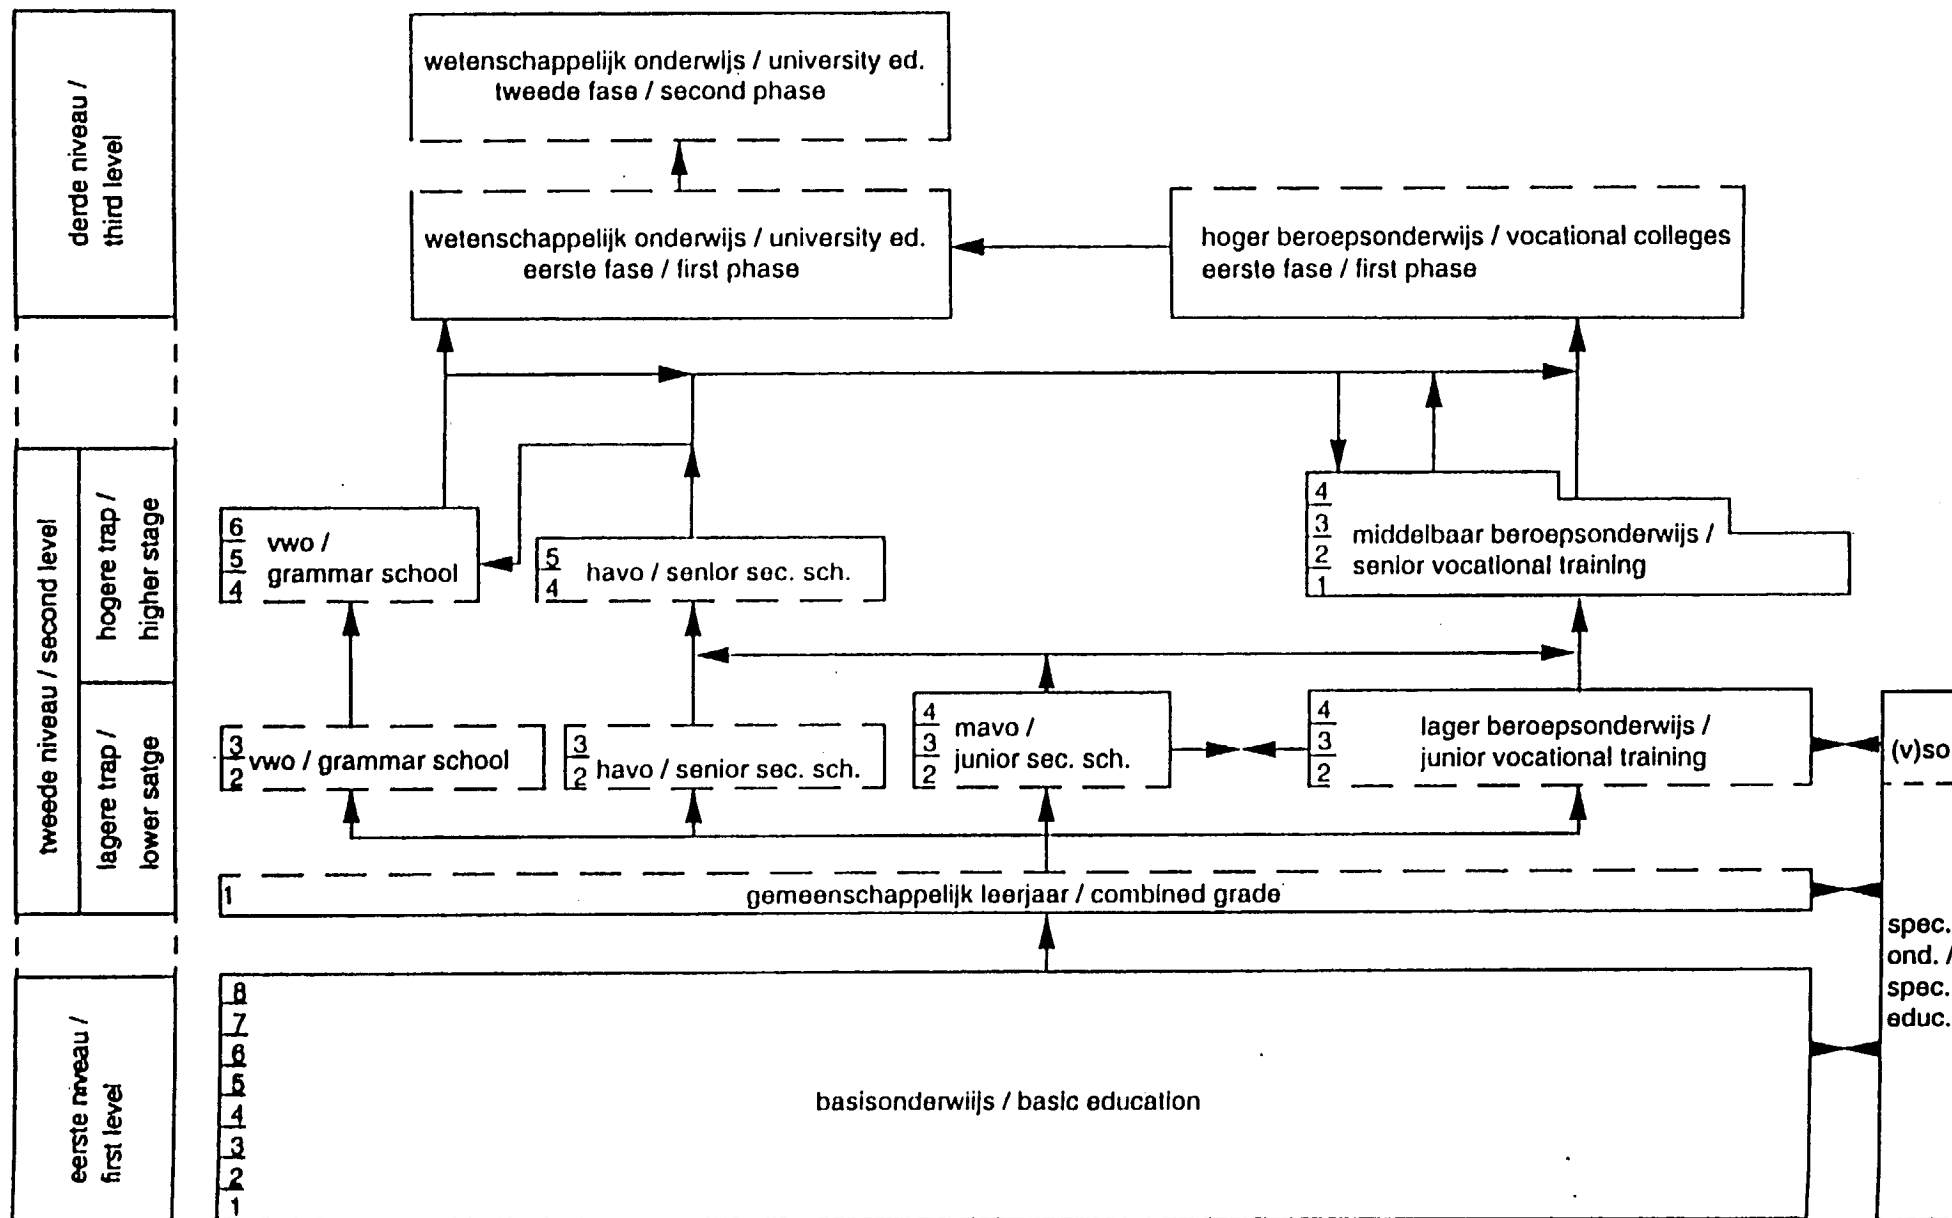 derde niveau /
third level
wetenschappelijk onderwijs / university ed.
tweede fase / second phase
wetenschappelijk onderwijs / university ed.
eerste fase / first phase
hoger beroepsonderwijs / vocational colleges
eerste fase / first phase
tweede niveau / second level
hogere trap /
higher stage
6
5
4
vwo /
grammar school
5
4
havo / senior sec. sch.
4
3
2
1
middelbaar beroepsonderwijs /
senior vocational training
lagere trap /
lower satge
3
2
vwo / grammar school
3
2
havo / senior sec. sch.
4
3
2
mavo /
junior sec. sch.
4
3
2
lager beroepsonderwijs /
junior vocational training
(v)so
1
gemeenschappelijk leerjaar / combined grade
spec.
ond. /
spec.
educ.
eerste niveau /
first level
8
7
6
5
4
3
2
1
basisonderwiijs / basic education